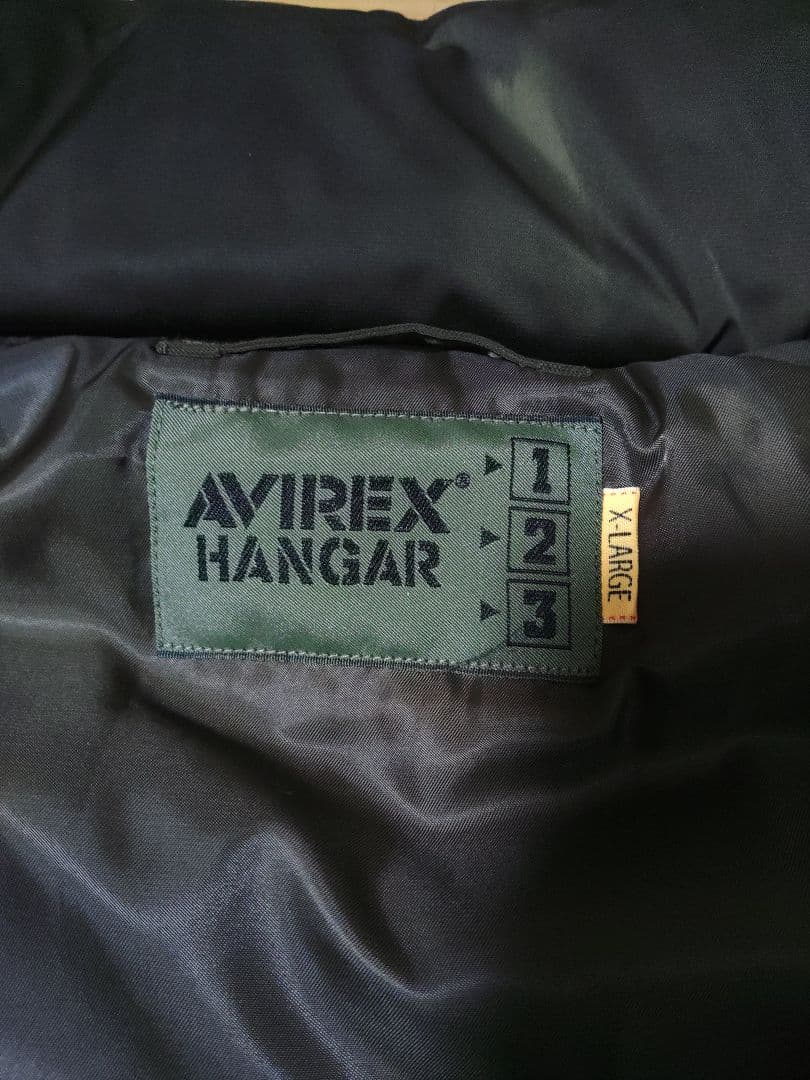 AVIREX®
HANGAR
1
2
3
X-LARGE